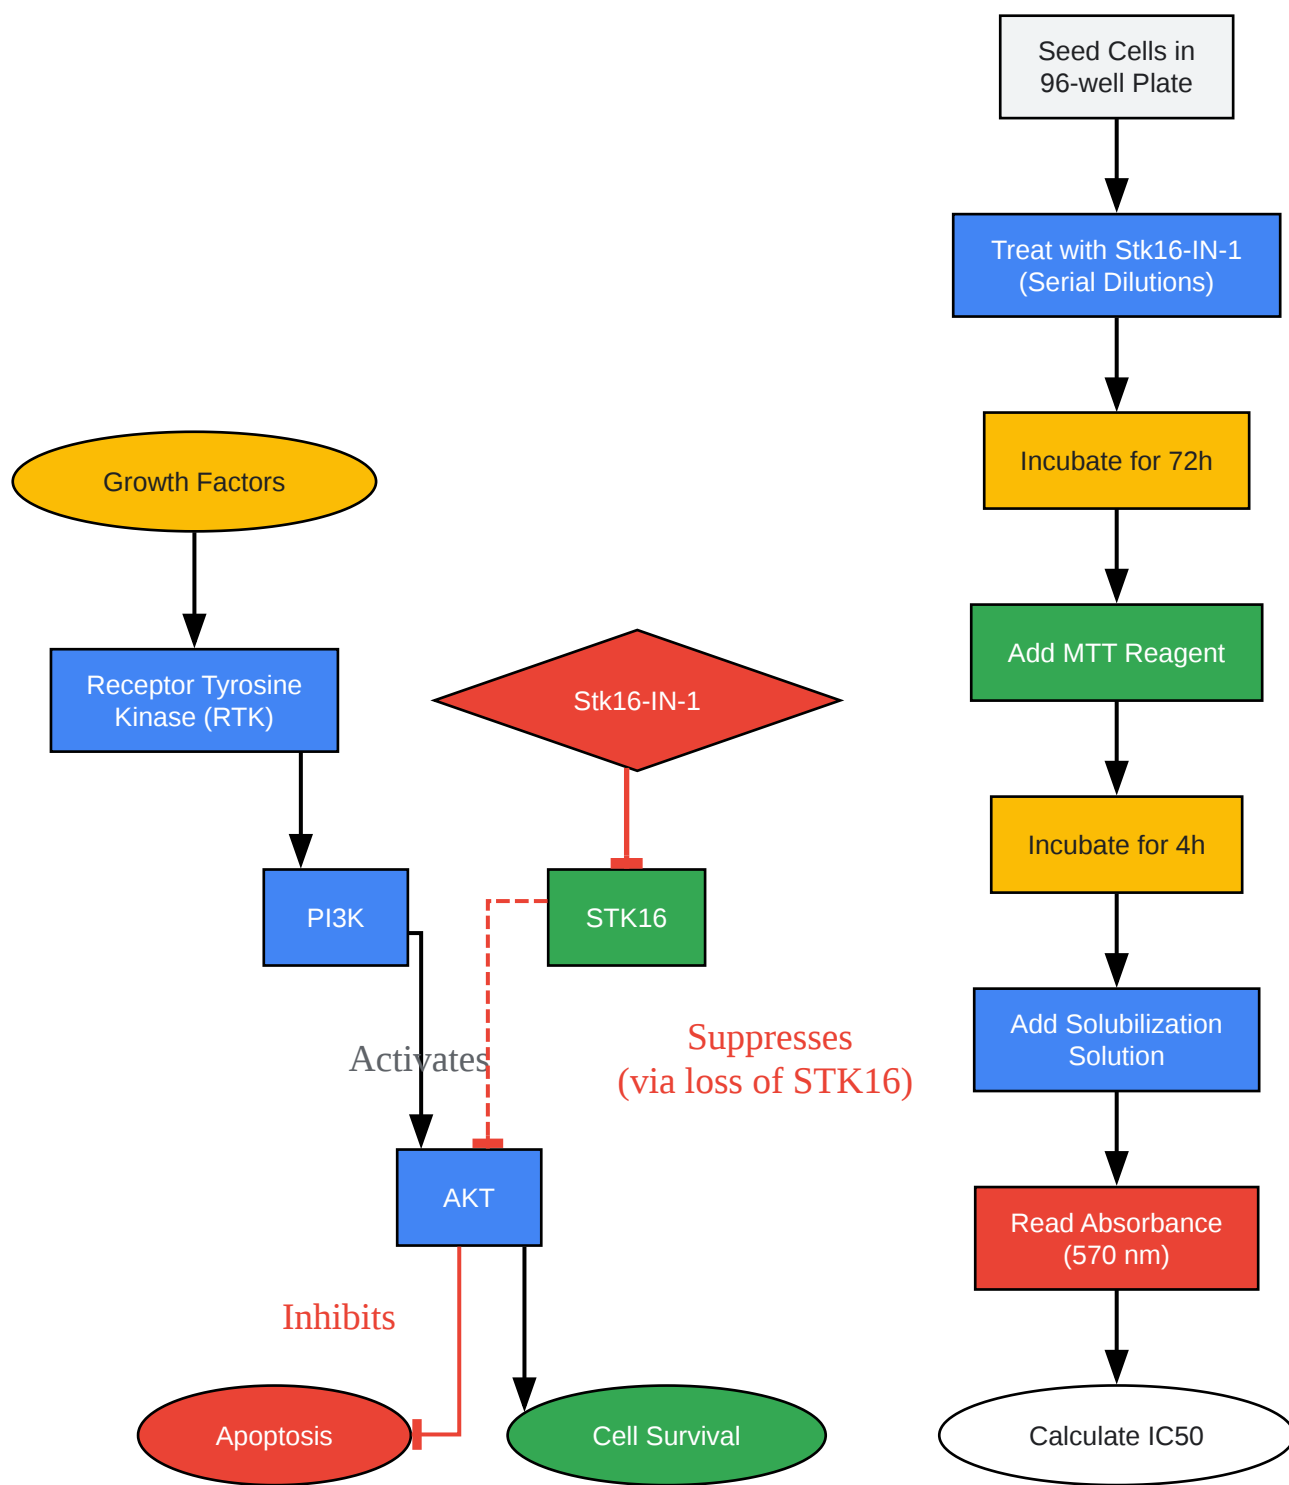 Growth Factors
Receptor Tyrosine
Kinase (RTK)
Stk16-IN-1
PI3K
STK16
Activates
Suppresses
(via loss of STK16)
AKT
Inhibits
Apoptosis
Cell Survival
Seed Cells in
96-well Plate
Treat with Stk16-IN-1
(Serial Dilutions)
Incubate for 72h
Add MTT Reagent
Incubate for 4h
Add Solubilization
Solution
Read Absorbance
(570 nm)
Calculate IC50